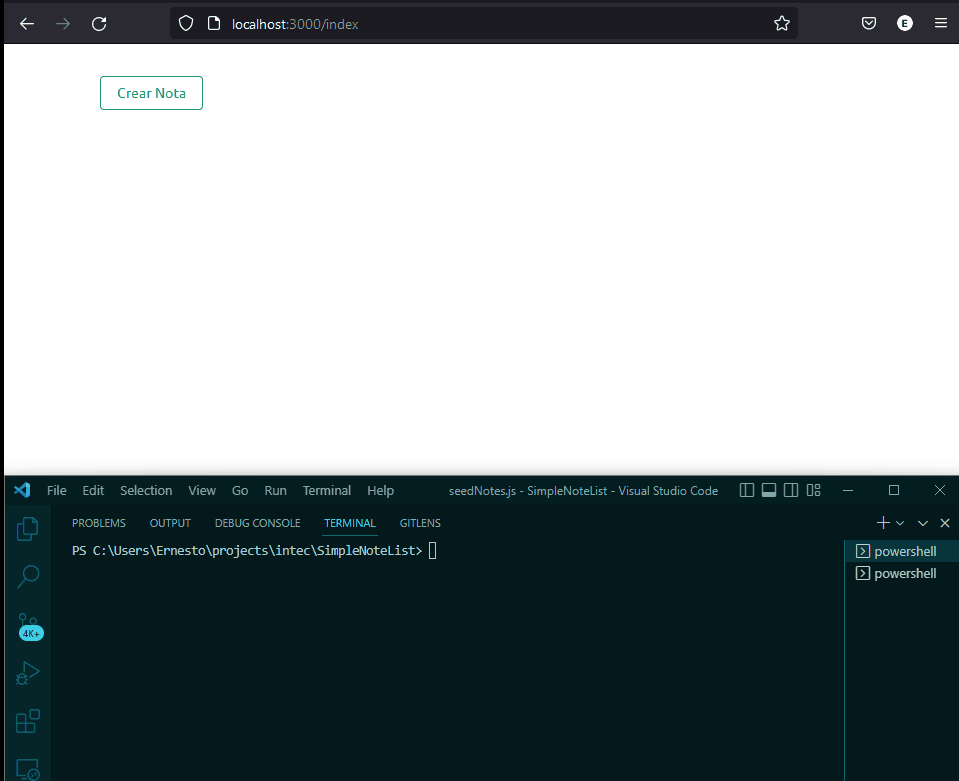 localhost:3000/index
E
Crear Nota
File Edit Selection View Go Run Terminal Help seedNotes.js - SimpleNoteList - Visual Studio Code
PROBLEMS OUTPUT DEBUG CONSOLE TERMINAL GITLENS
PS C:\Users\Ernesto\projects\intec\SimpleNoteList>
powershell
powershell
4K+